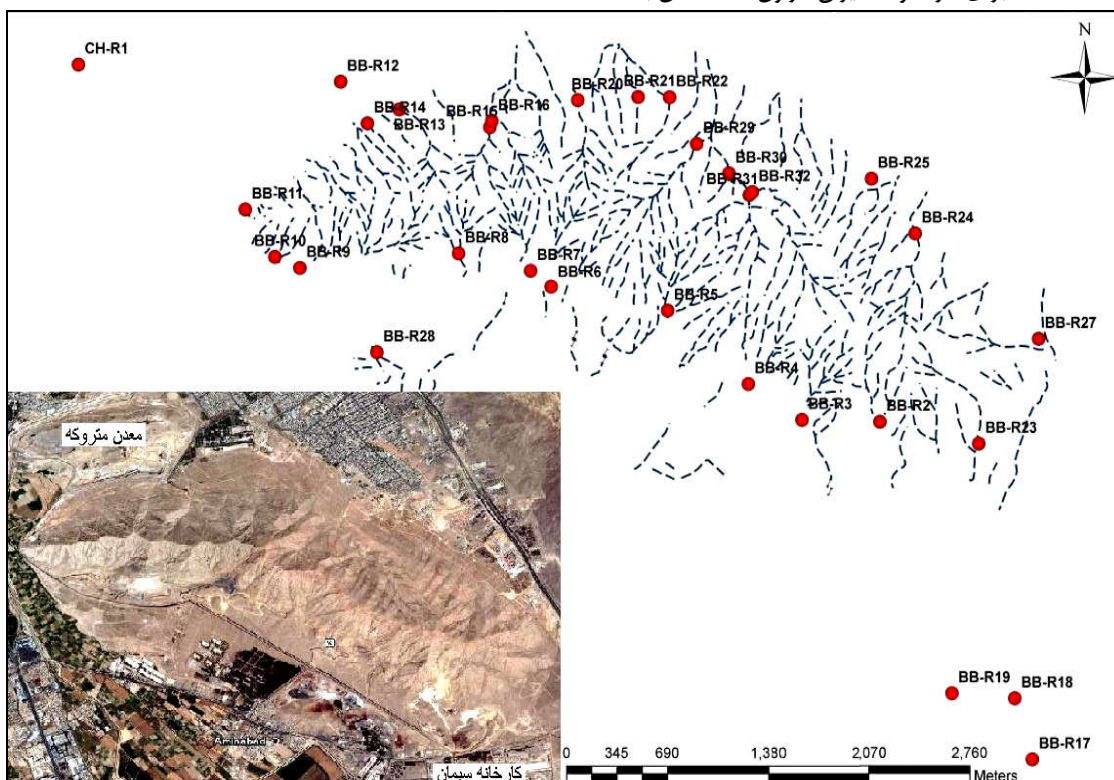 N
CH-R1
BB-R12
BB-R14
BB-R13
BB-R15
BB-R16
BB-R20
BB-R21
BB-R22
BB-R29
BB-R30
BB-R31
BB-R32
BB-R25
BB-R11
BB-R24
BB-R10
BB-R9
BB-R8
BB-R7
BB-R6
BB-R5
BB-R27
BB-R28
BB-R4
BB-R3
BB-R2
BB-R23
معدن متروکه
BB-R19
BB-R18
Aminabad
BB-R17
کارخانه سیمان
0 345 690 1,380 2,070 2,760
Meters